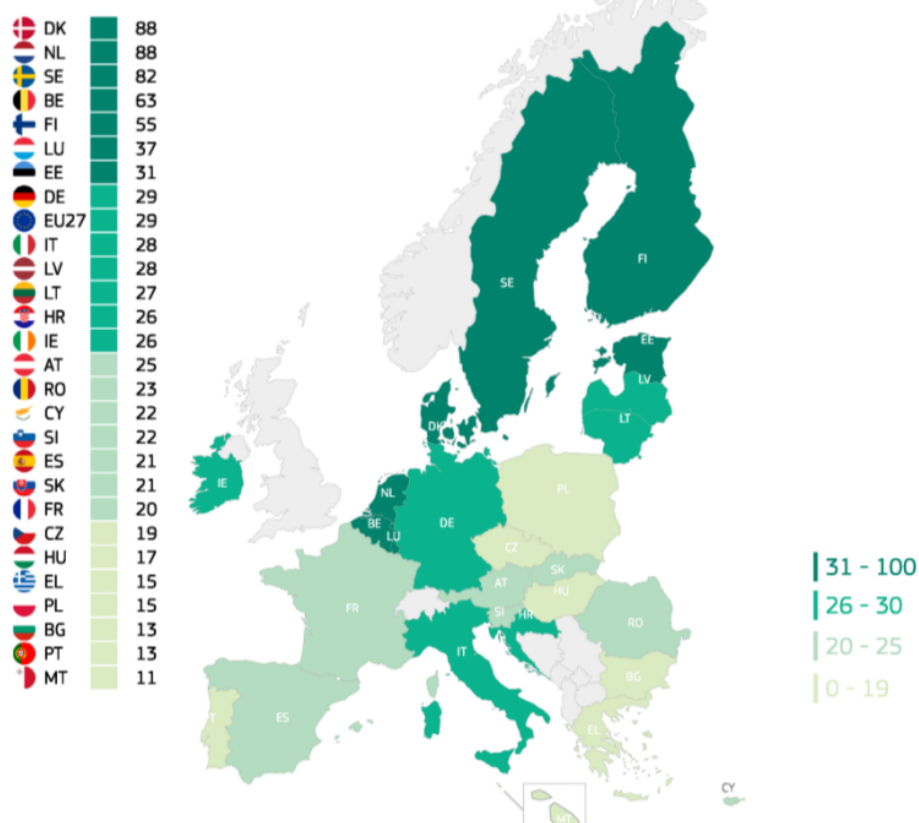 DK 88
NL 88
SE 82
BE 63
FI 55
LU 37
EE 31
DE 29
EU27 29
IT 28
LV 28
LT 27
HR 26
IE 26
AT 25
RO 23
CY 22
SI 22
ES 21
SK 21
FR 20
CZ 19
HU 17
EL 15
PL 15
BG 13
PT 13
MT 11
FI
SE
EE
LV
LT
DK
IE
NL
PL
BE
DE
LU
CZ
SK
AT
HU
FR
SI
HR
RO
IT
BG
T
ES
EL
CY
MT
31 - 100
26 - 30
20 - 25
0 - 19